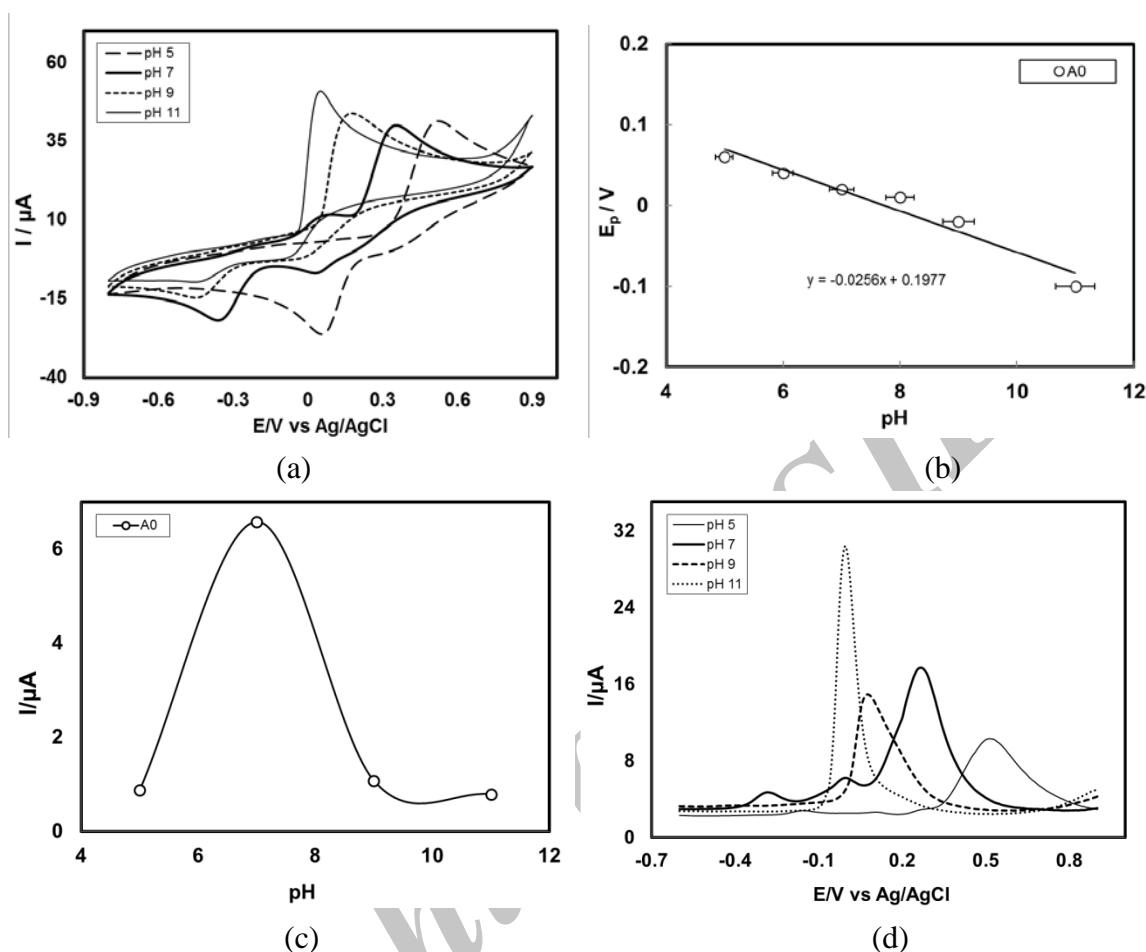 60
35
10
-15
-40
I / µA
pH 5
pH 7
pH 9
pH 11
-0.9 -0.6 -0.3 0 0.3 0.6 0.9
E/V vs Ag/AgCl
(a)
0.2
0.1
0
-0.1
-0.2
Eₚ / V
A0
y = -0.0256x + 0.1977
4 6 8 10 12
pH
(b)
6
4
2
0
I/µA
A0
4 6 8 10 12
pH
(c)
32
24
16
8
0
I/µA
pH 5
pH 7
pH 9
pH 11
-0.7 -0.4 -0.1 0.2 0.5 0.8
E/V vs Ag/AgCl
(d)